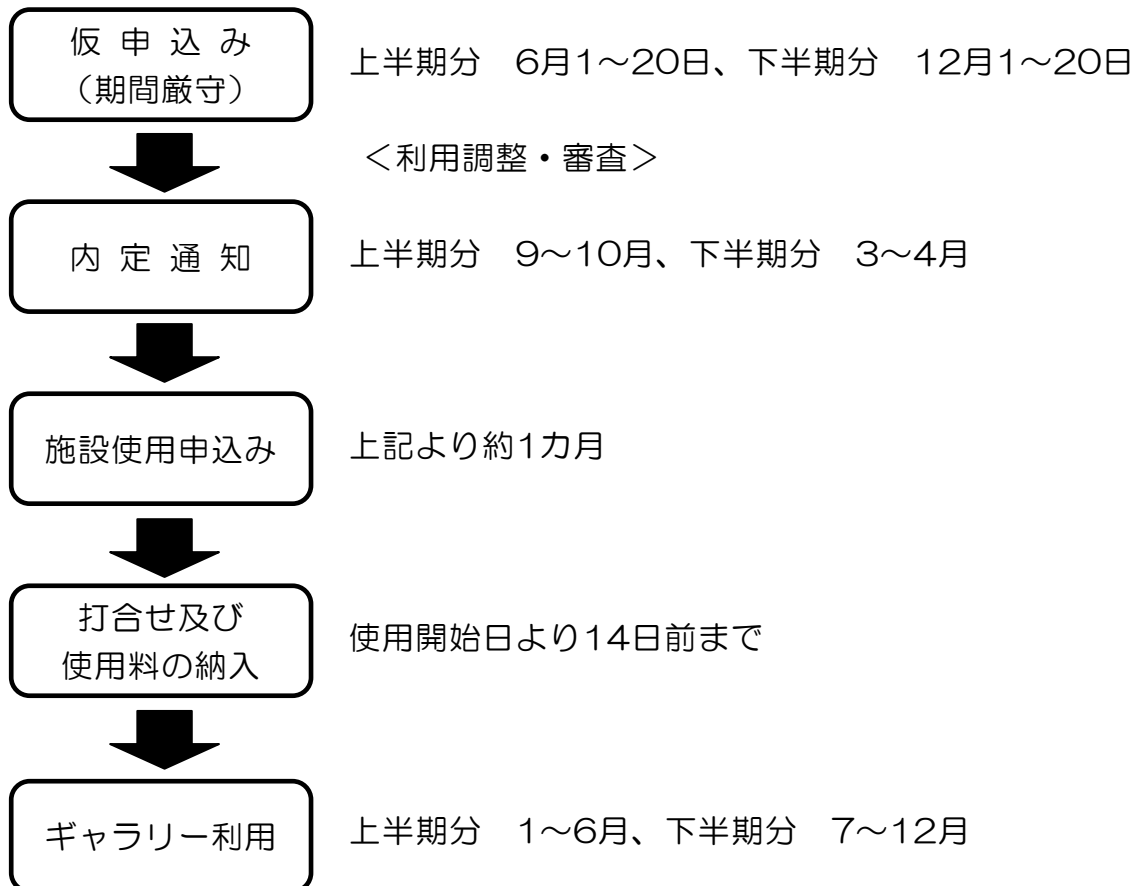 仮 申 込 み
（期間厳守）
上半期分　6月1～20日、下半期分　12月1～20日
＜利用調整・審査＞
内 定 通 知
上半期分　9～10月、下半期分　3～4月
施設使用申込み
上記より約1カ月
打合せ及び
使用料の納入
使用開始日より14日前まで
ギャラリー利用
上半期分　1～6月、下半期分　7～12月